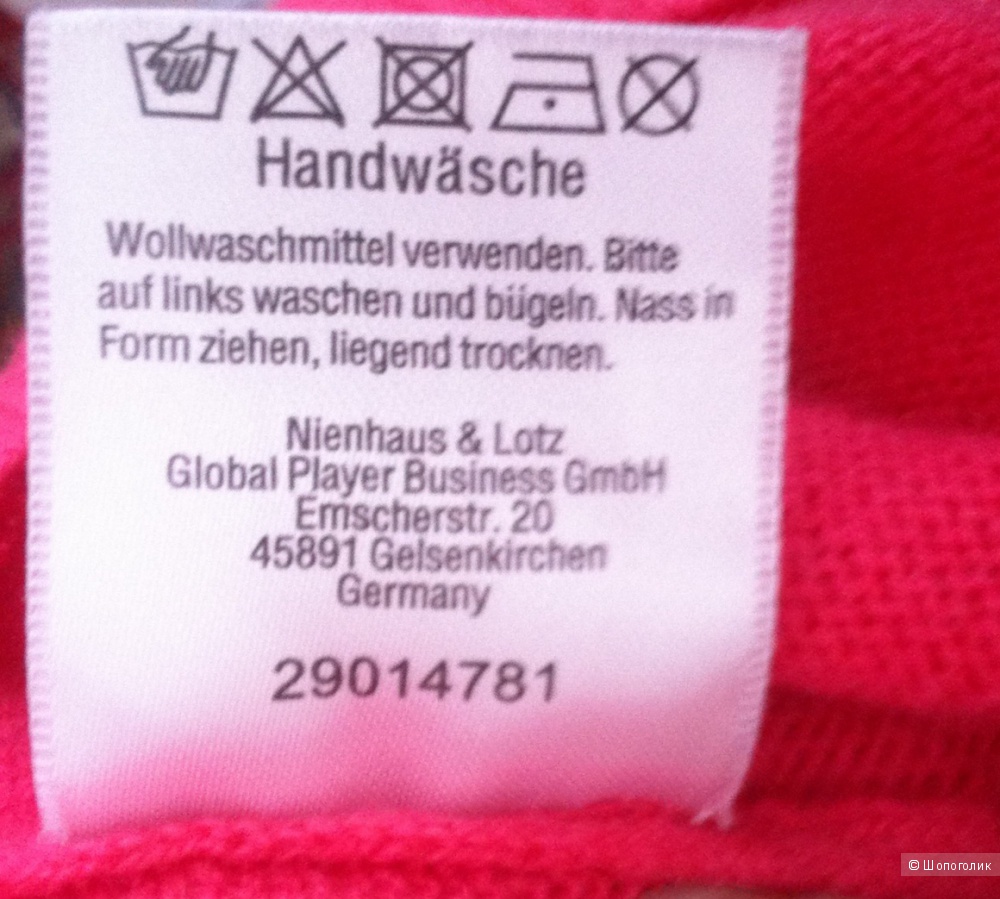 Handwäsche
Wollwaschmittel verwenden. Bitte
auf links waschen und bügeln. Nass in
Form ziehen, liegend trocknen.
Nienhaus & Lotz
Global Player Business GmbH
Emscherstr. 20
45891 Gelsenkirchen
Germany
29014781
© Шопоголик